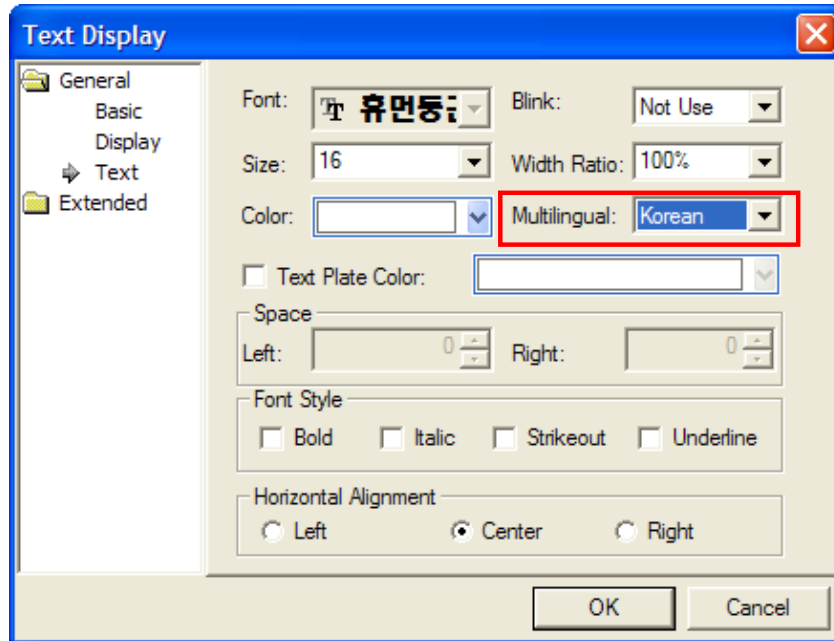 Text Display
General
Basic
Display
Text
Extended
Font: 휴먼둥근 Blink: Not Use
Size: 16 Width Ratio: 100%
Color: Multilingual: Korean
Text Plate Color:
Space
Left: 0 Right: 0
Font Style
Bold Italic Strikeout Underline
Horizontal Alignment
Left Center Right
OK Cancel